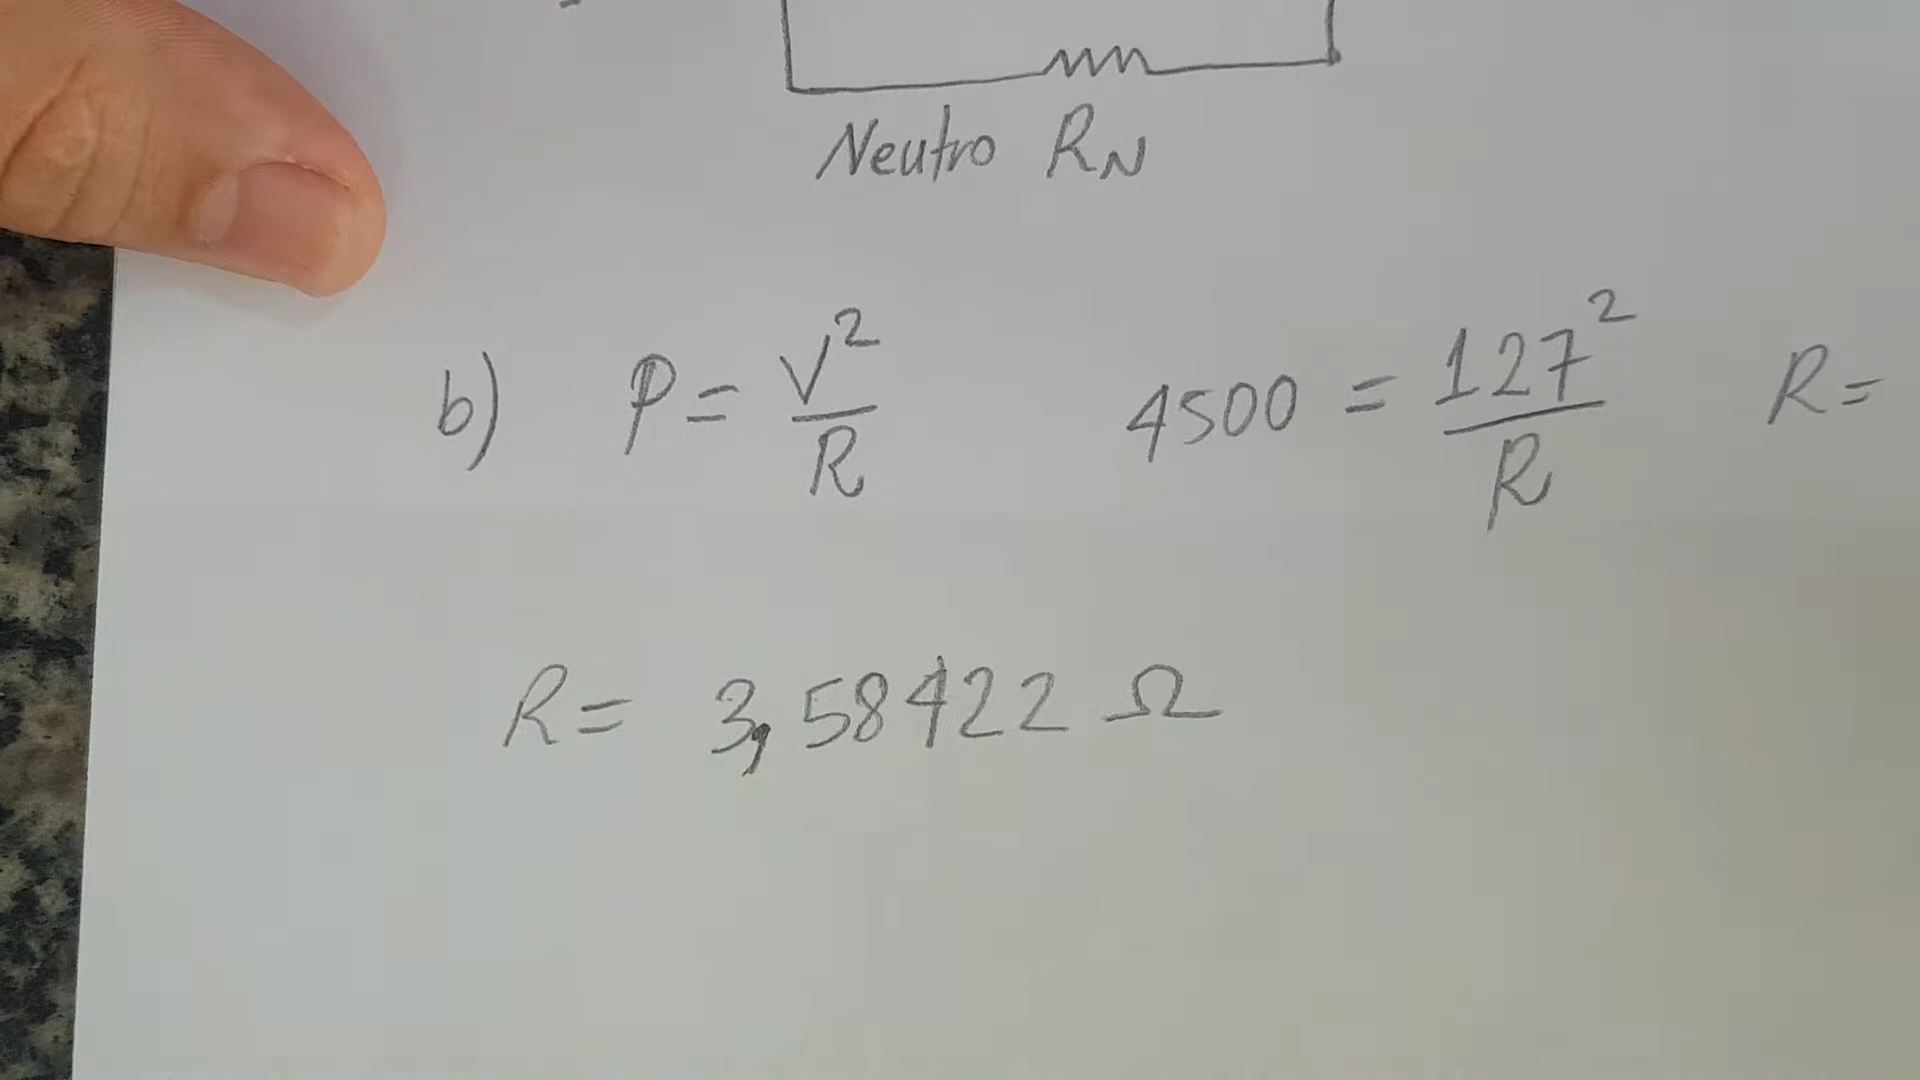 Neutro R_N
b) P = V²/R 4500 = 127²/R R=
R = 3,58422 Ω